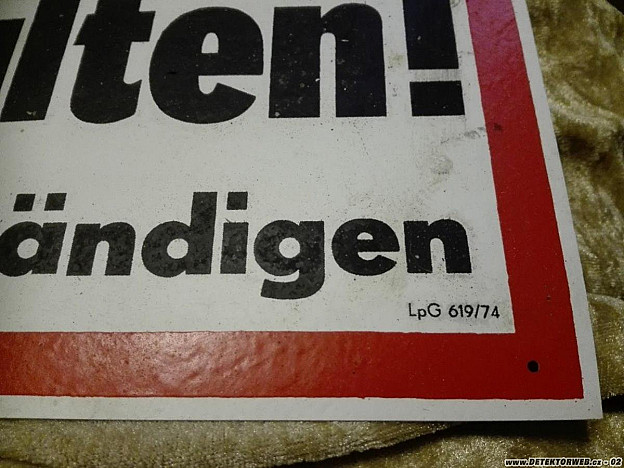 lten!
ändigen
LpG 619/74
www.DETEKTORWEB.cz - 02